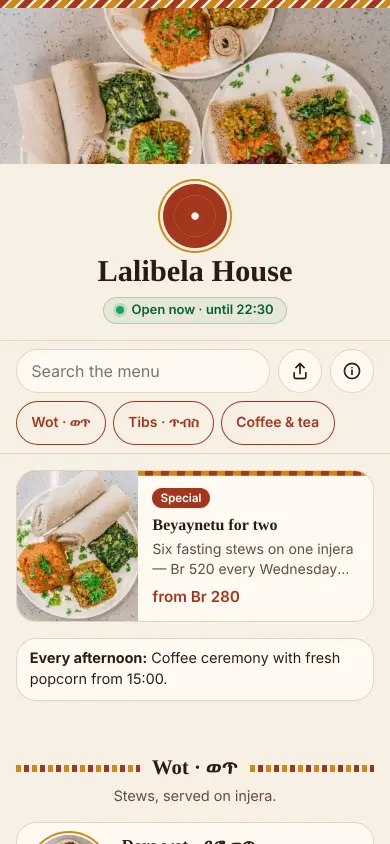 Lalibela House
Open now · until 22:30
Search the menu
Wot · ወጥ
Tibs · ጥብስ
Coffee & tea
Special
Beyaynetu for two
Six fasting stews on one injera
— Br 520 every Wednesday...
from Br 280
Every afternoon: Coffee ceremony with fresh
popcorn from 15:00.
Wot · ወጥ
Stews, served on injera.